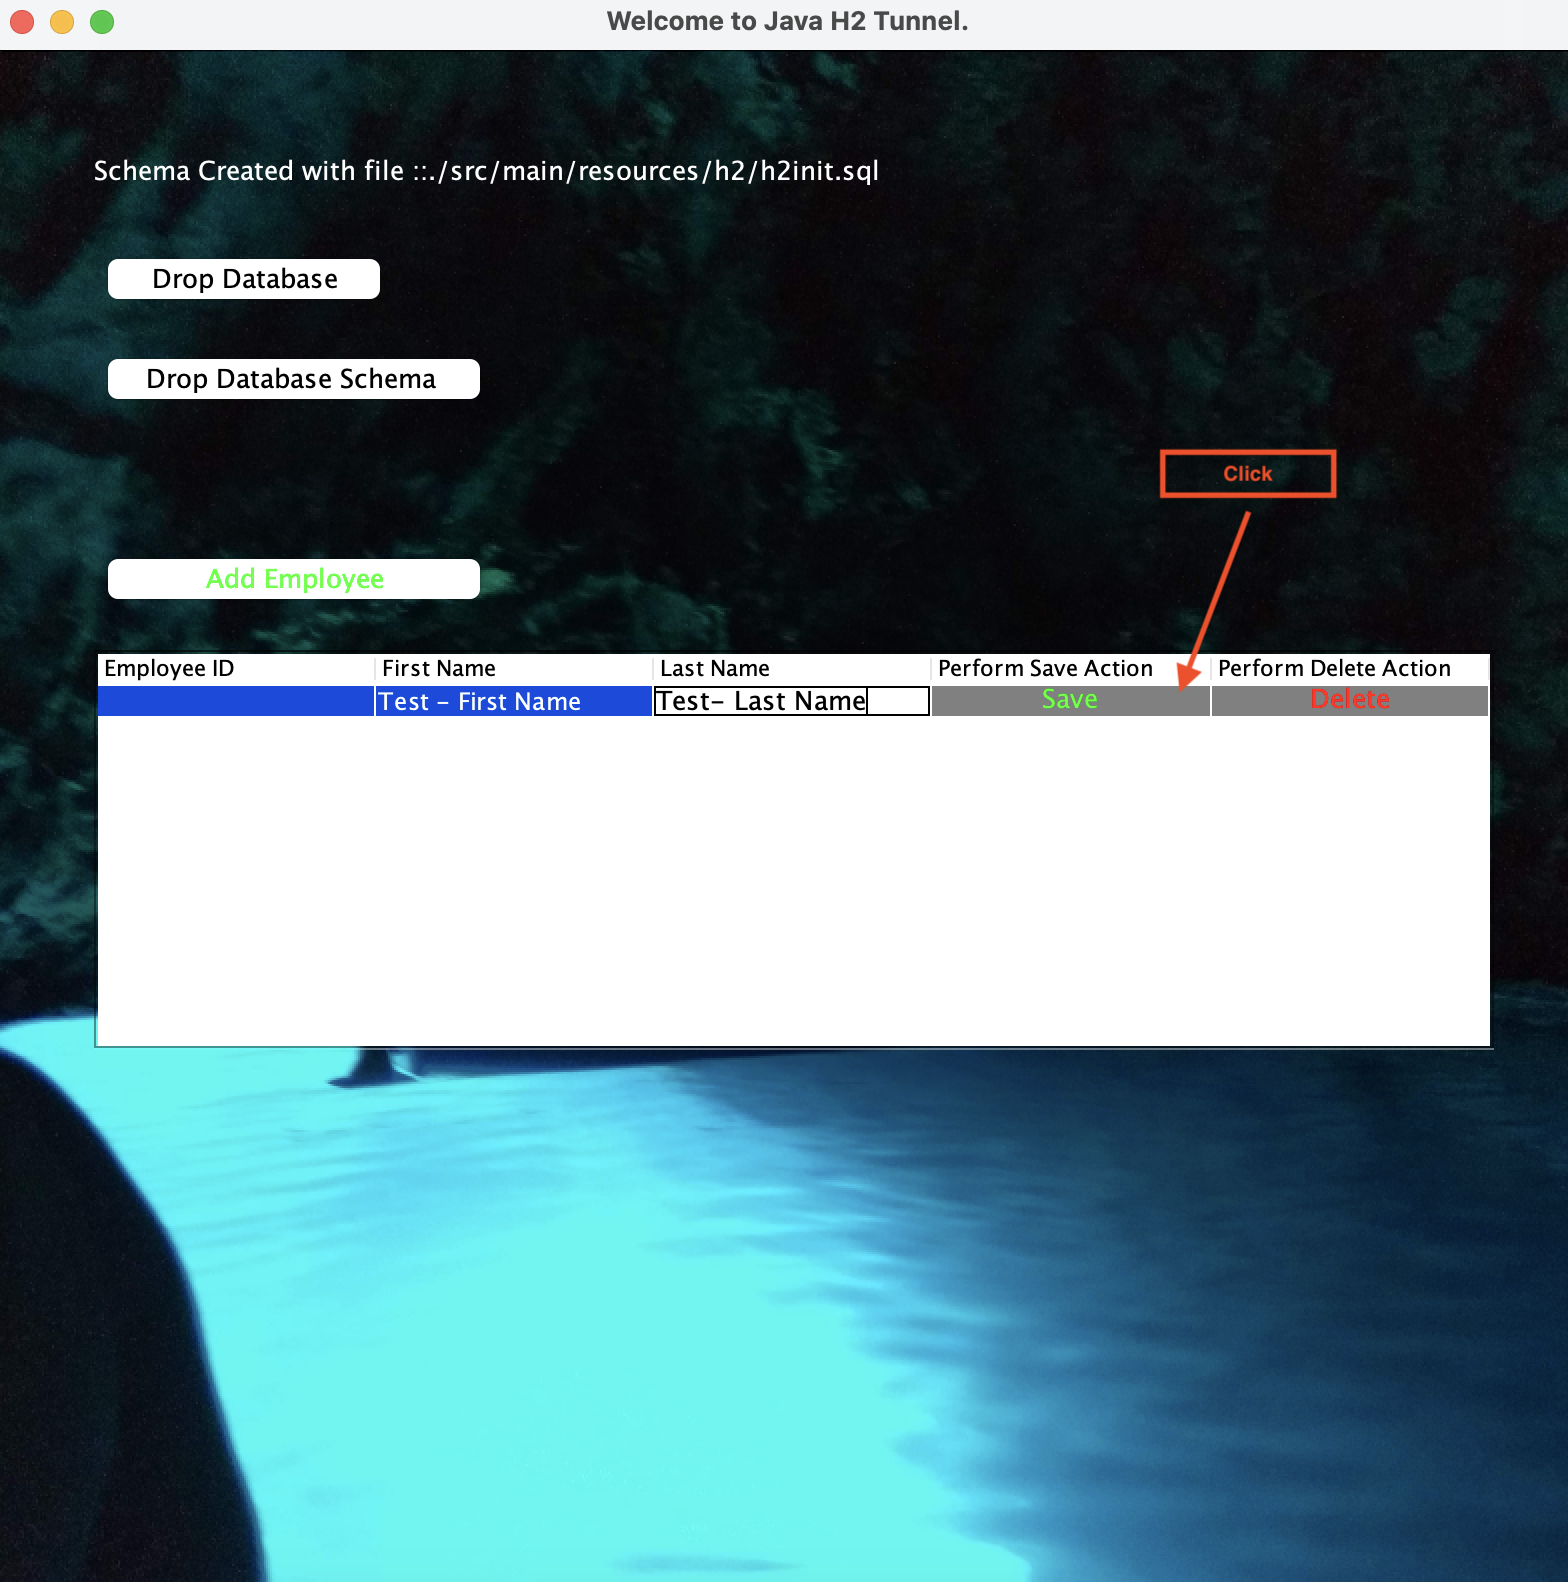 Welcome to Java H2 Tunnel.
Schema Created with file ::./src/main/resources/h2/h2init.sql
Drop Database
Drop Database Schema
Click
Add Employee
Employee ID First Name Last Name Perform Save Action Perform Delete Action
Test - First Name Test- Last Name Save Delete